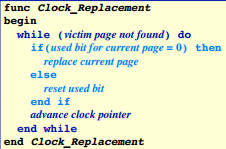 func Clock_Replacement
begin
while (victim page not found) do
if(used bit for current page = 0) then
replace current page
else
reset used bit
end if
advance clock pointer
end while
end Clock_Replacement